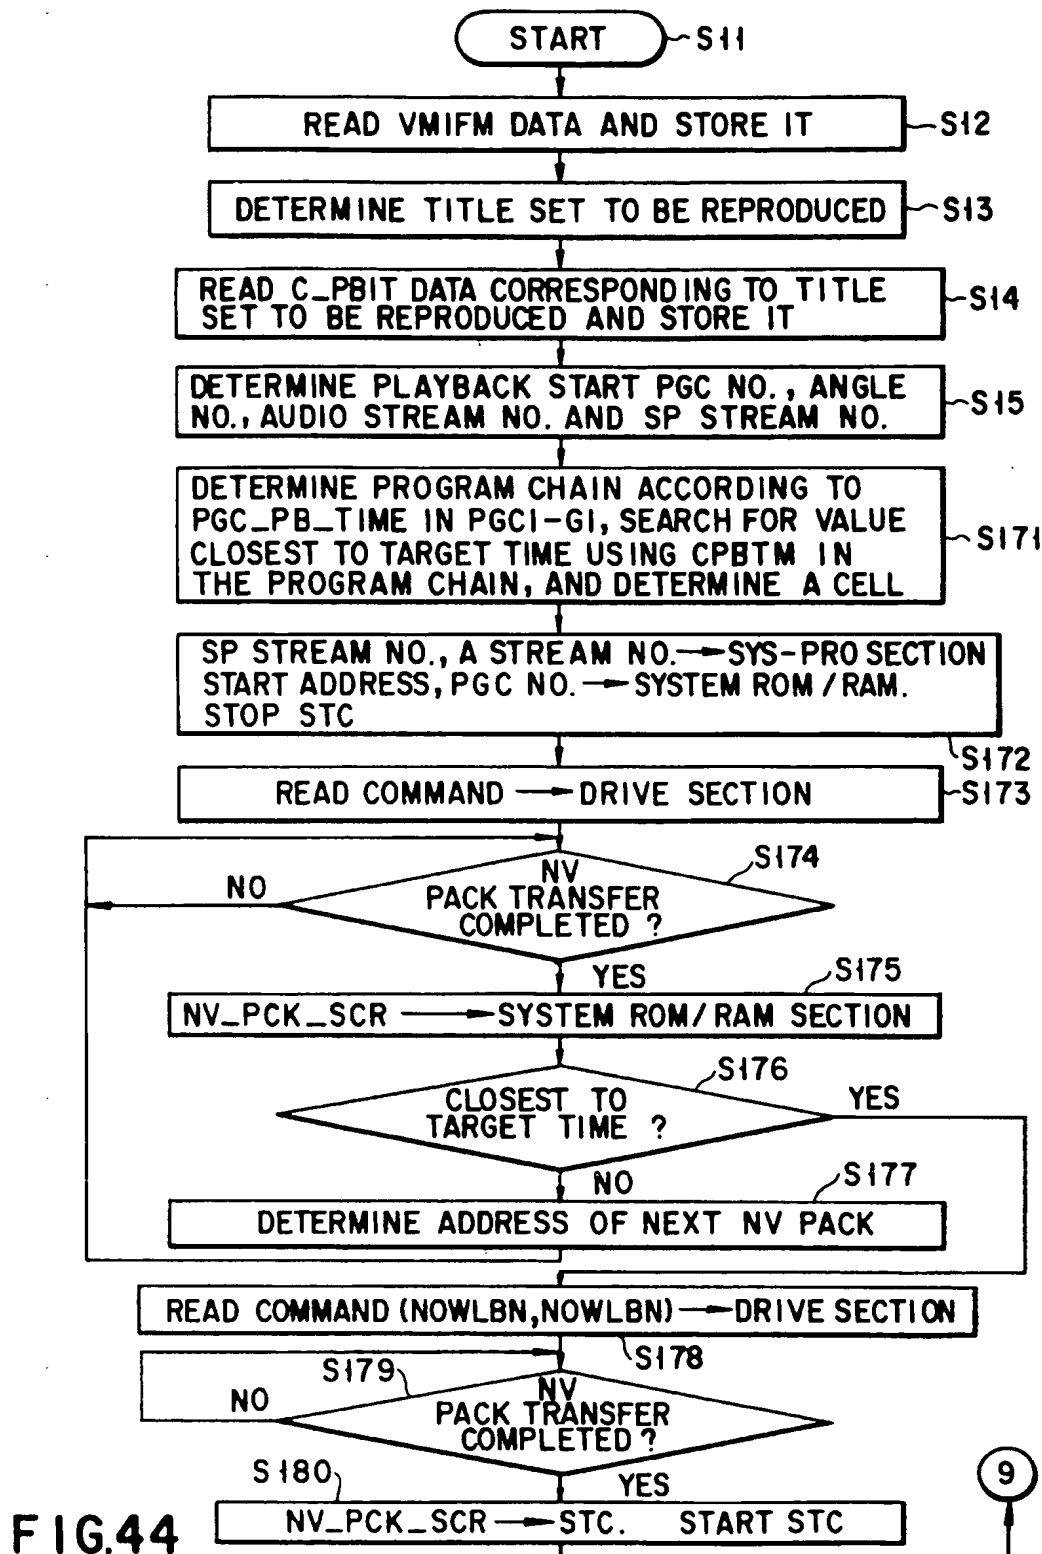 START
S11
READ VMIFM DATA AND STORE IT
S12
DETERMINE TITLE SET TO BE REPRODUCED
S13
READ C_PBIT DATA CORRESPONDING TO TITLE
SET TO BE REPRODUCED AND STORE IT
S14
DETERMINE PLAYBACK START PGC NO., ANGLE
NO., AUDIO STREAM NO. AND SP STREAM NO.
S15
DETERMINE PROGRAM CHAIN ACCORDING TO
PGC_PB_TIME IN PGCI-GI, SEARCH FOR VALUE
CLOSEST TO TARGET TIME USING CPBTM IN
THE PROGRAM CHAIN, AND DETERMINE A CELL
S171
SP STREAM NO., A STREAM NO. → SYS-PRO SECTION
START ADDRESS, PGC NO. → SYSTEM ROM/RAM.
STOP STC
S172
READ COMMAND → DRIVE SECTION
S173
S174
NV
PACK TRANSFER
COMPLETED ?
NO
YES
S175
NV_PCK_SCR → SYSTEM ROM/RAM SECTION
S176
CLOSEST TO
TARGET TIME ?
YES
NO
S177
DETERMINE ADDRESS OF NEXT NV PACK
READ COMMAND (NOWLBN,NOWLBN) → DRIVE SECTION
S178
S179
NV
PACK TRANSFER
COMPLETED ?
NO
YES
S180
NV_PCK_SCR → STC. START STC
9
FIG.44